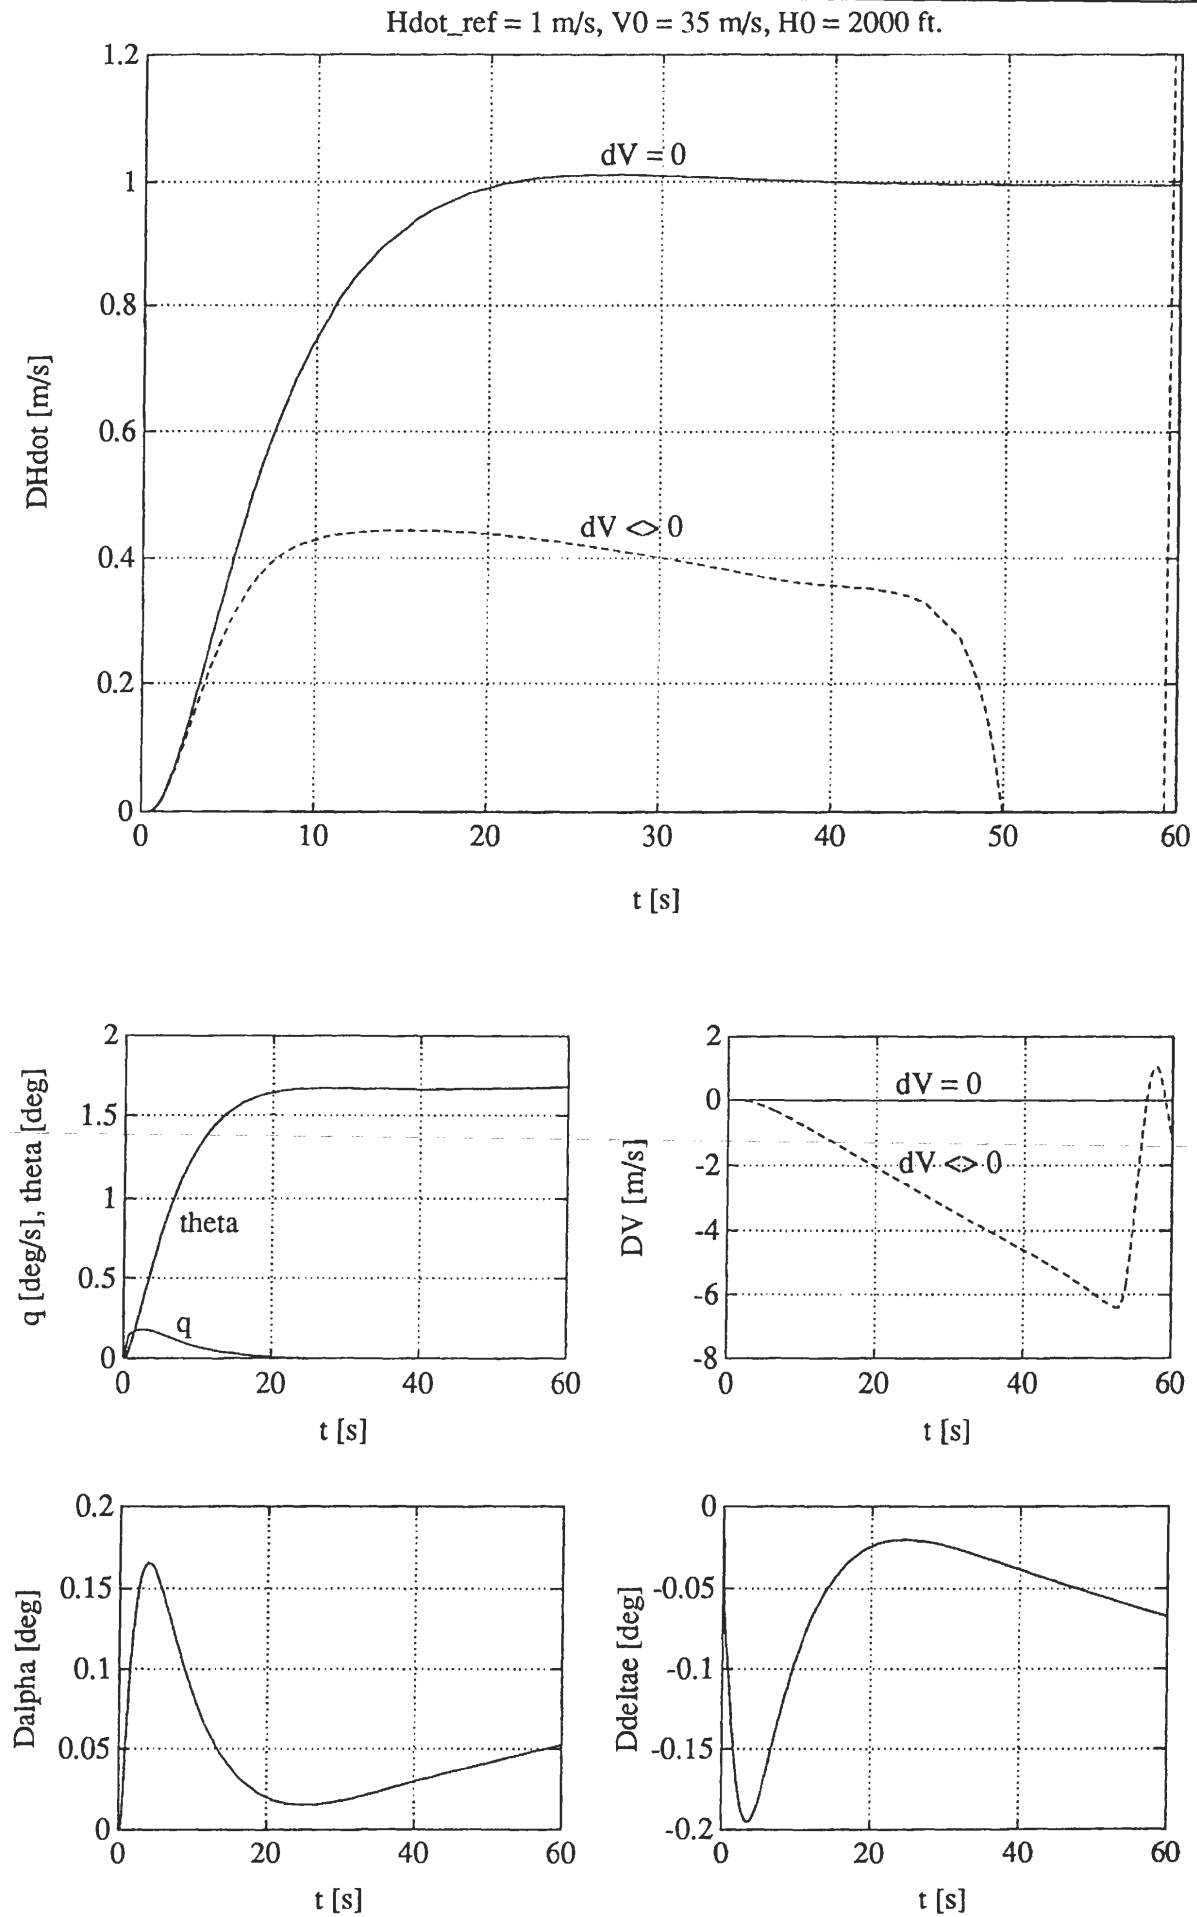 Hdot_ref = 1 m/s, V0 = 35 m/s, H0 = 2000 ft.
1.2
1
0.8
0.6
0.4
0.2
0
DHdot [m/s]
dV = 0
dV <> 0
0 10 20 30 40 50 60
t [s]
2
1.5
1
0.5
0
q [deg/s], theta [deg]
theta
q
0 20 40 60
t [s]
2
0
-2
-4
-6
-8
DV [m/s]
dV = 0
dV <> 0
0 20 40 60
t [s]
0.2
0.15
0.1
0.05
0
Dalpha [deg]
0 20 40 60
t [s]
0
-0.05
-0.1
-0.15
-0.2
Ddeltae [deg]
0 20 40 60
t [s]